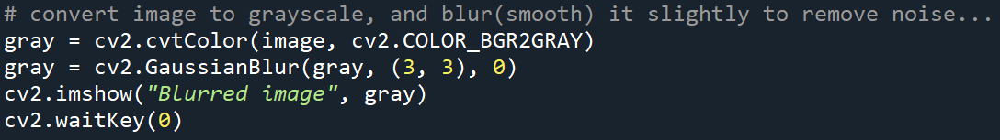 # convert image to grayscale, and blur(smooth) it slightly to remove noise...
gray = cv2.cvtColor(image, cv2.COLOR_BGR2GRAY)
gray = cv2.GaussianBlur(gray, (3, 3), 0)
cv2.imshow("Blurred image", gray)
cv2.waitKey(0)